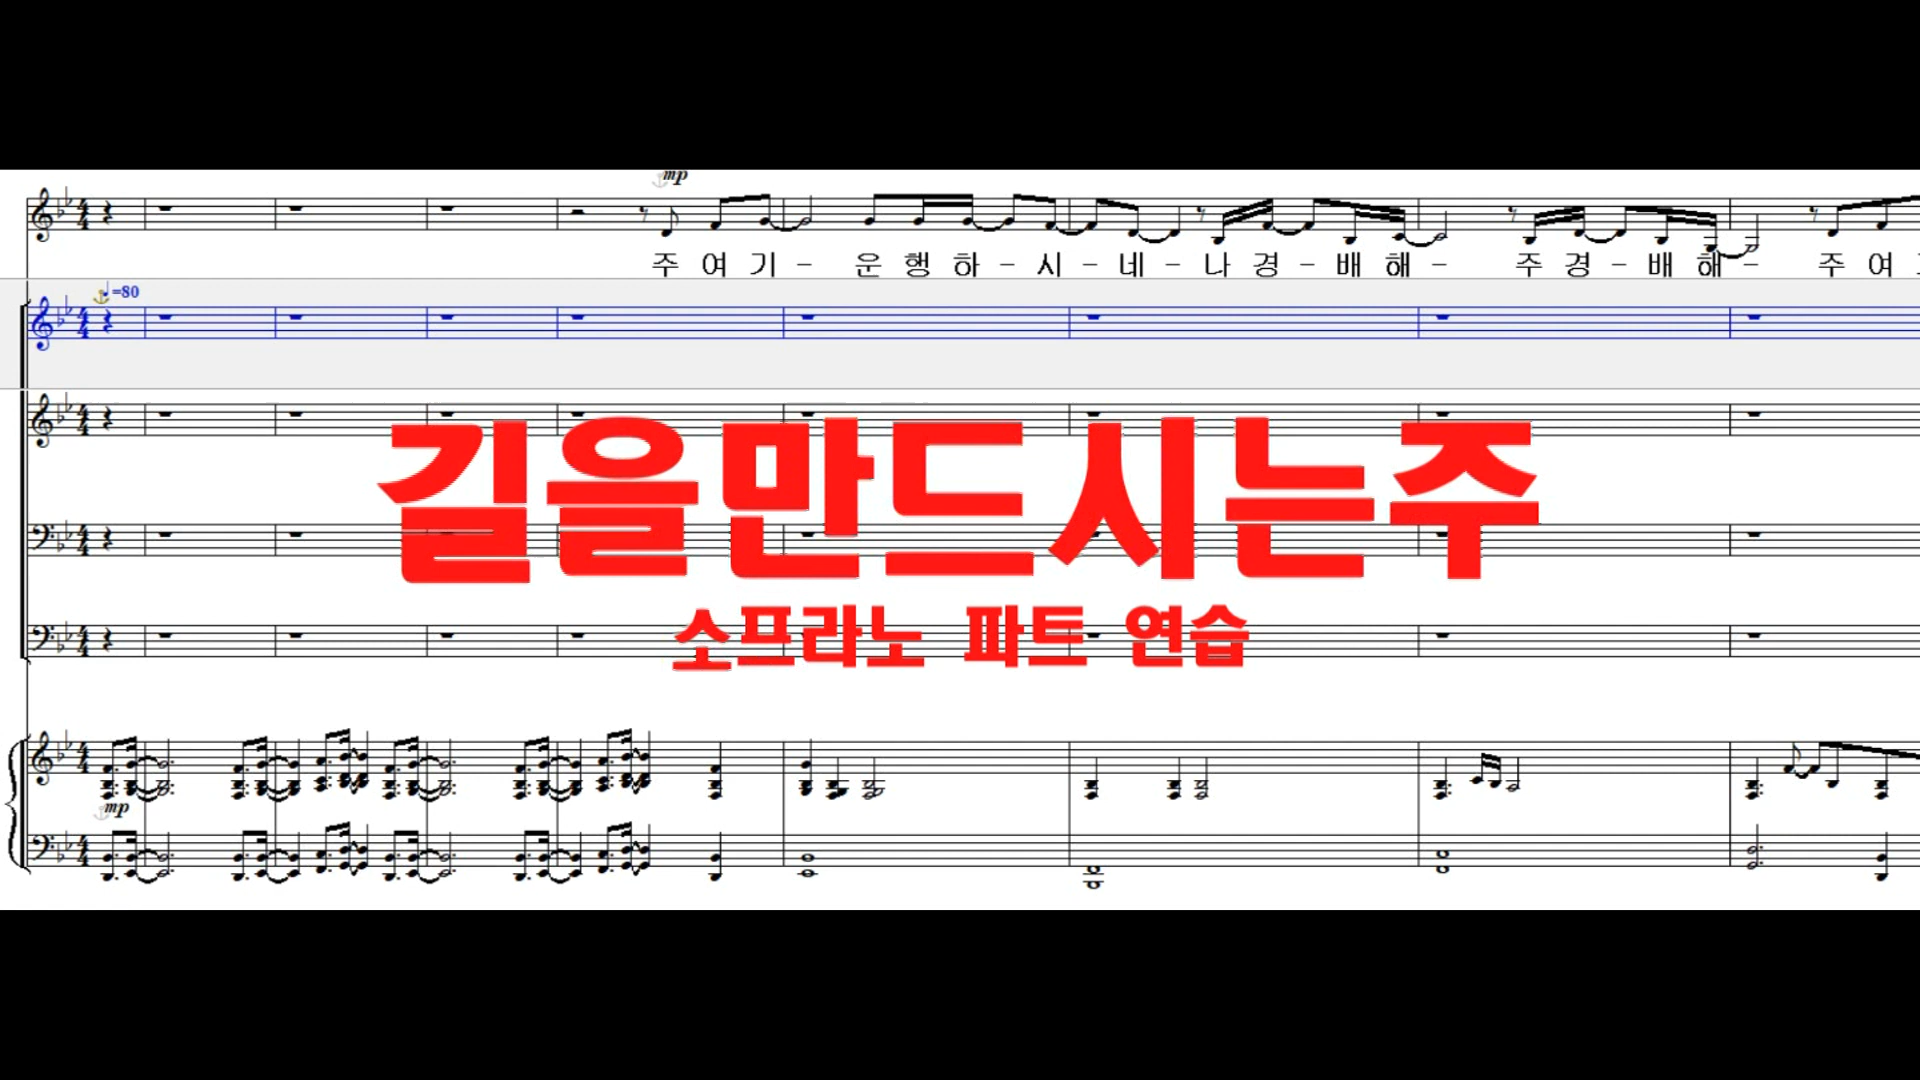 mp
주 여 기 - 운 행 하 - 시 - 네 - 나 경 - 배 해 - 주 경 - 배 해 - 주 여
=80
길을만드시는주
소프라노 파트 연습
mp